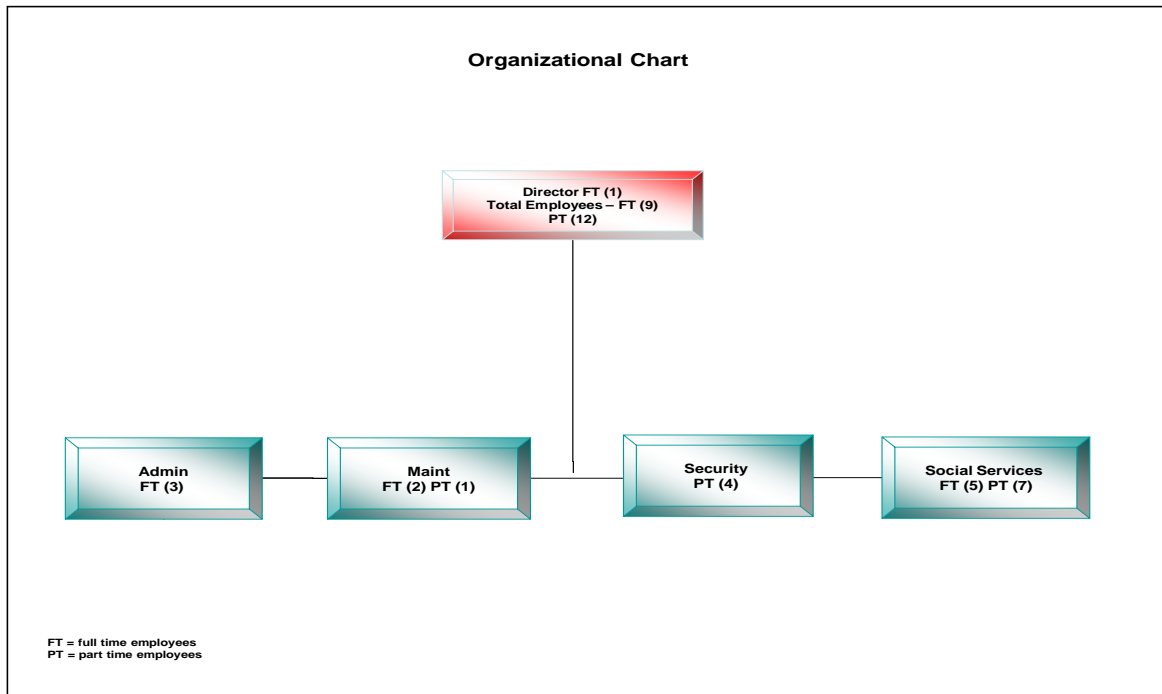 Organizational Chart
Director FT (1)
Total Employees – FT (9)
PT (12)
Admin
FT (3)
Maint
FT (2) PT (1)
Security
PT (4)
Social Services
FT (5) PT (7)
FT = full time employees
PT = part time employees